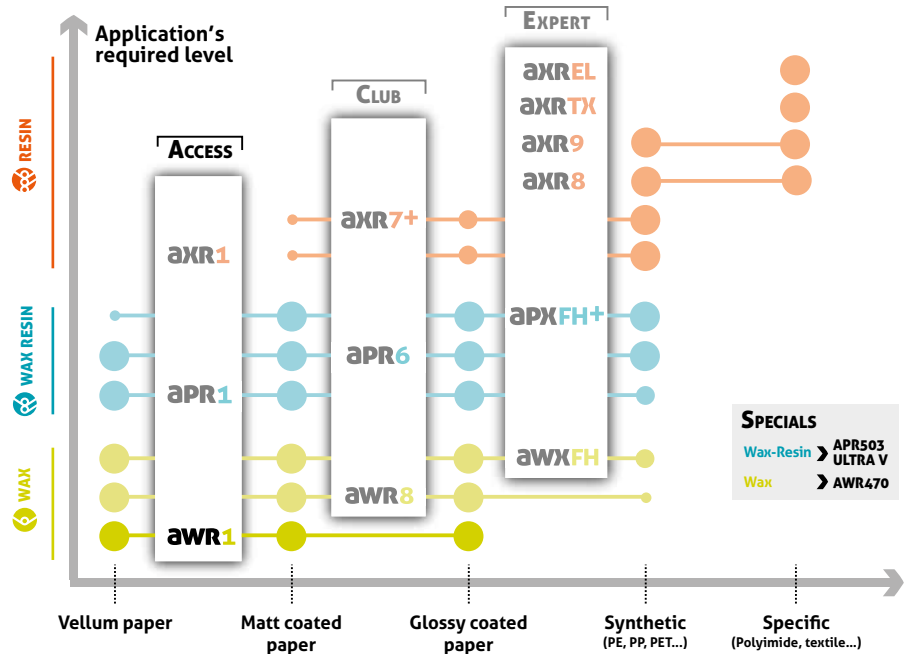 Application's
required level
EXPERT
CLUB
ACCESS
RESIN
WAX RESIN
WAX
aXREL
aXRTX
aXR9
aXR8
aXR7+
aXR1
aPXFH+
aPR6
aPR1
aWXFH
aWR8
aWR1
SPECIALS
Wax-Resin > APR503
ULTRA V
Wax > AWR470
Vellum paper
Matt coated
paper
Glossy coated
paper
Synthetic
(PE, PP, PET...)
Specific
(Polyimide, textile...)